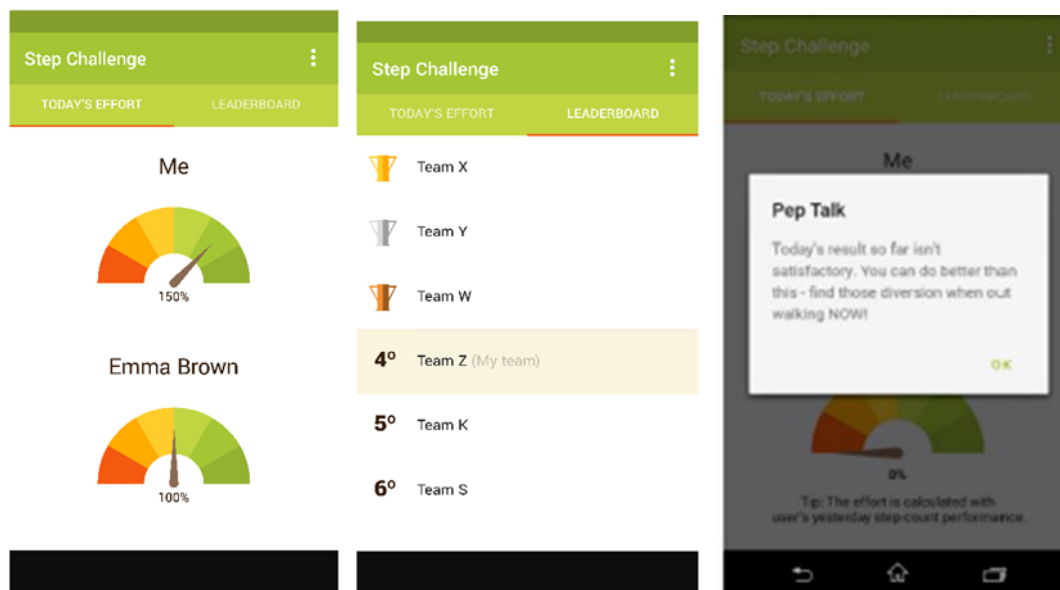 Step Challenge
TODAY'S EFFORT LEADERBOARD
Me
150%
Emma Brown
100%
Step Challenge
TODAY'S EFFORT LEADERBOARD
Team X
Team Y
Team W
4º Team Z (My team)
5º Team K
6º Team S
Step Challenge
TODAY'S EFFORT LEADERBOARD
Me
Pep Talk
Today's result so far isn't
satisfactory. You can do better than
this - find those diversion when out
walking NOW!
OK
0%
Tip: The effort is calculated with
user's yesterday step-count performance